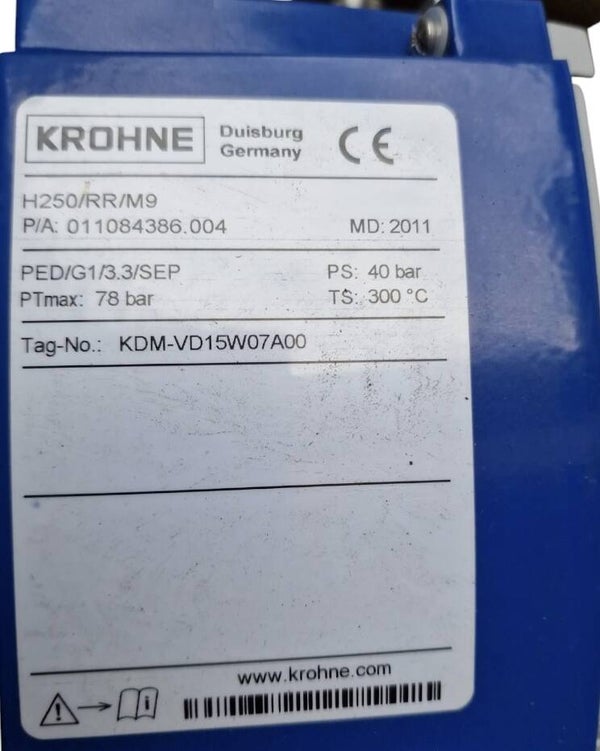 KROHNE
Duisburg
Germany
CE
H250/RR/M9
P/A: 011084386.004 MD: 2011
PED/G1/3.3/SEP PS: 40 bar
PTmax: 78 bar TS: 300 °C
Tag-No.: KDM-VD15W07A00
www.krohne.com